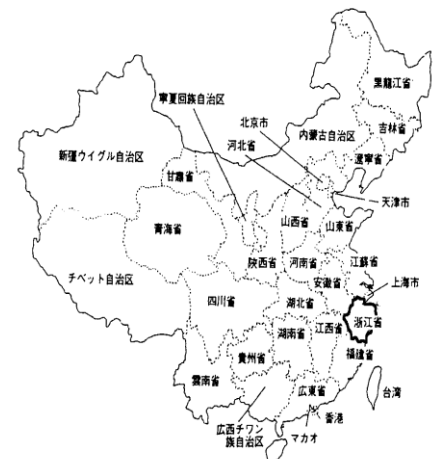 黒龍江省
寧夏回族自治区
北京市
吉林省
河北省
内蒙古自治区
遼寧省
新疆ウイグル自治区
甘粛省
天津市
山西省
山東省
青海省
陝西省
河南省
江蘇省
チベット自治区
安徽省
上海市
四川省
湖北省
浙江省
湖南省
江西省
貴州省
福建省
雲南省
広東省
台湾
香港
広西チワン
族自治区
マカオ